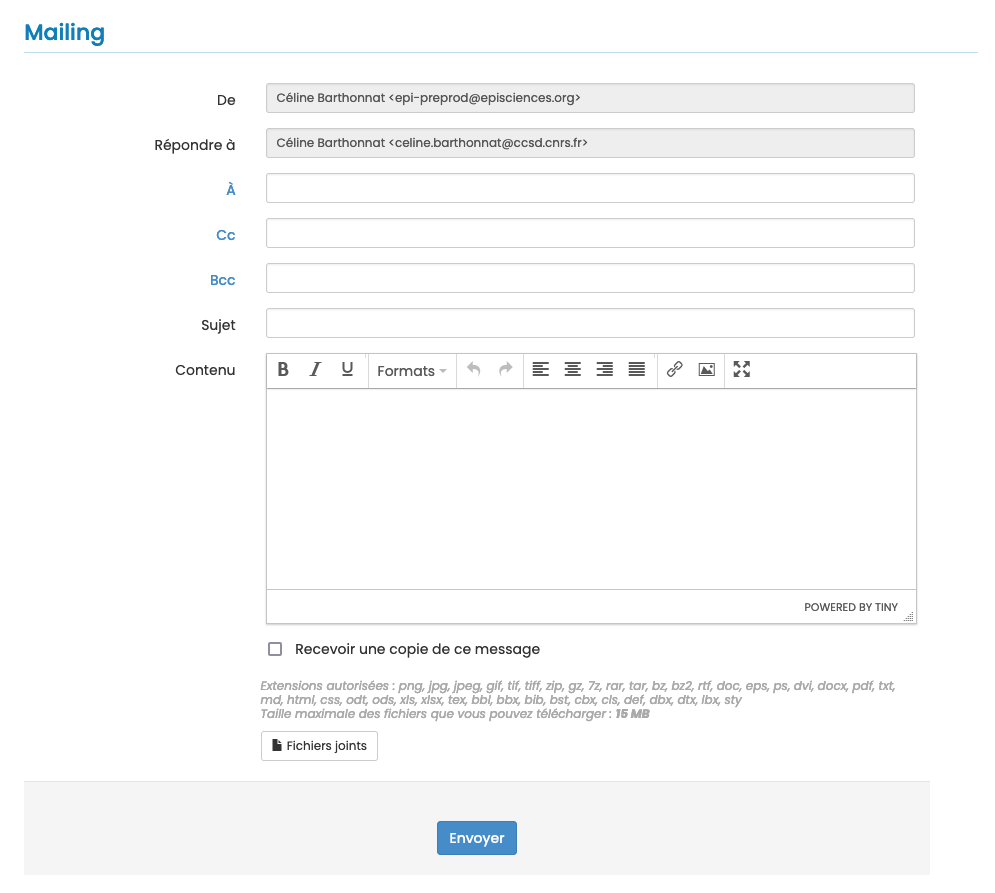 Mailing
De
Céline Barthonnat <epi-preprod@episciences.org>
Répondre à
Céline Barthonnat <celine.barthonnat@ccsd.cnrs.fr>
À
Cc
Bcc
Sujet
Contenu
B I U Formats
POWERED BY TINY
Recevoir une copie de ce message
Extensions autorisées : png, jpg, jpeg, gif, tif, tiff, zip, gz, 7z, rar, tar, bz, bz2, rtf, doc, eps, ps, dvi, docx, pdf, txt,
md, html, css, odt, ods, xls, xlsx, tex, bbl, bbx, bib, bst, cbx, cls, def, dbx, dtx, lbx, sty
Taille maximale des fichiers que vous pouvez télécharger : 15 MB
Fichiers joints
Envoyer